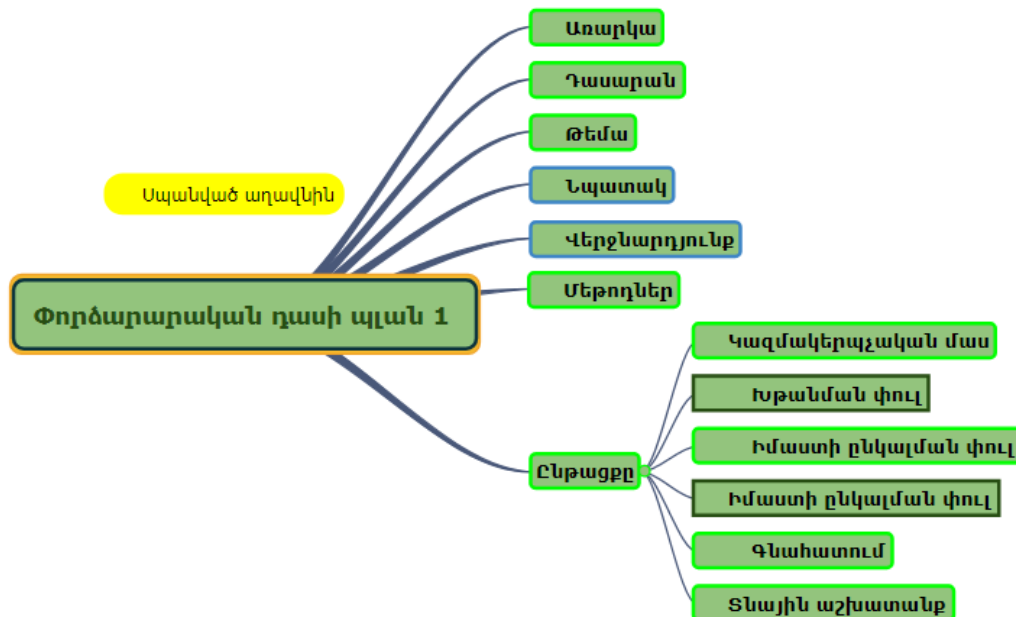 Առարկա
Դասարան
Թեմա
Սպանված աղավնին
Նպատակ
Վերջնարդյունք
Մեթոդներ
Փորձարարական դասի պլան 1
Կազմակերպչական մաս
Խթանման փուլ
Իմաստի ընկալման փուլ
Ընթացքը
Իմաստի ընկալման փուլ
Գնահատում
Տնային աշխատանք